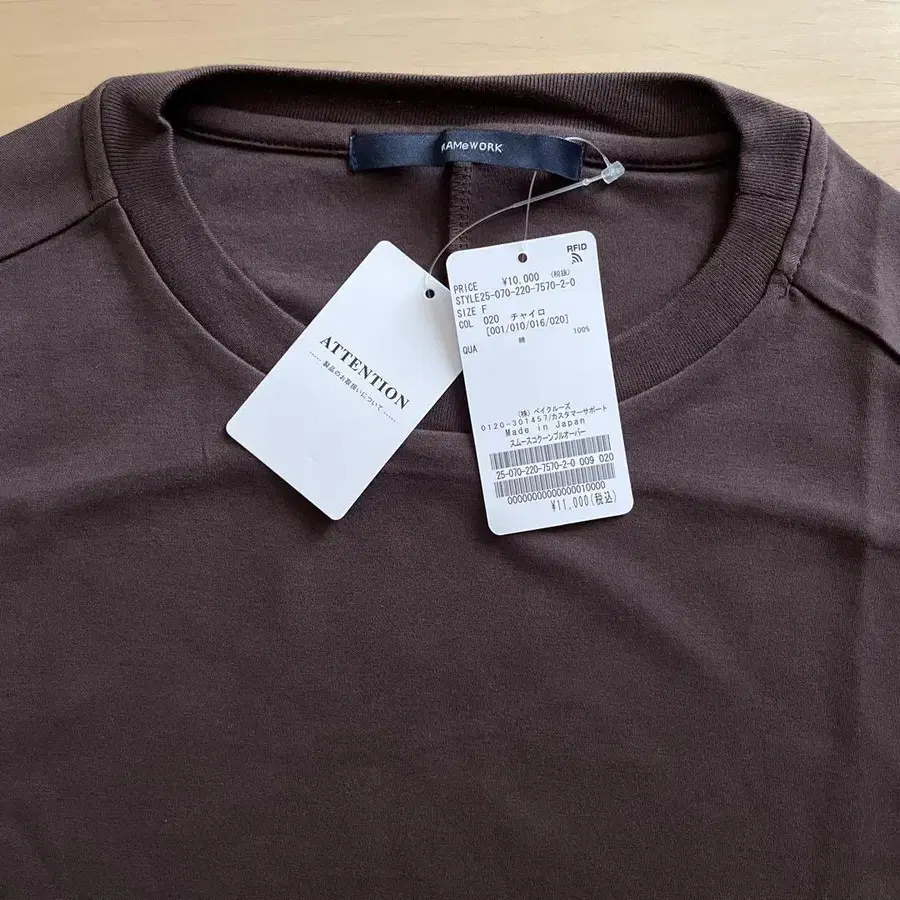 RAMeWORK
ATTENTION
......製品のお取扱いについて......
RFID
PRICE ¥10,000 (税抜)
STYLE25-070-220-7570-2-0
SIZE F
COL 020 チャイロ
[001/010/016/020]
QUA 綿 100%
(株) ベイクルーズ
0120-301457/カスタマーサポート
Made in Japan
スムースコクーンプルオーバー
25-070-220-7570-2-0 009 020
0000000000000010000
¥11,000(税込)